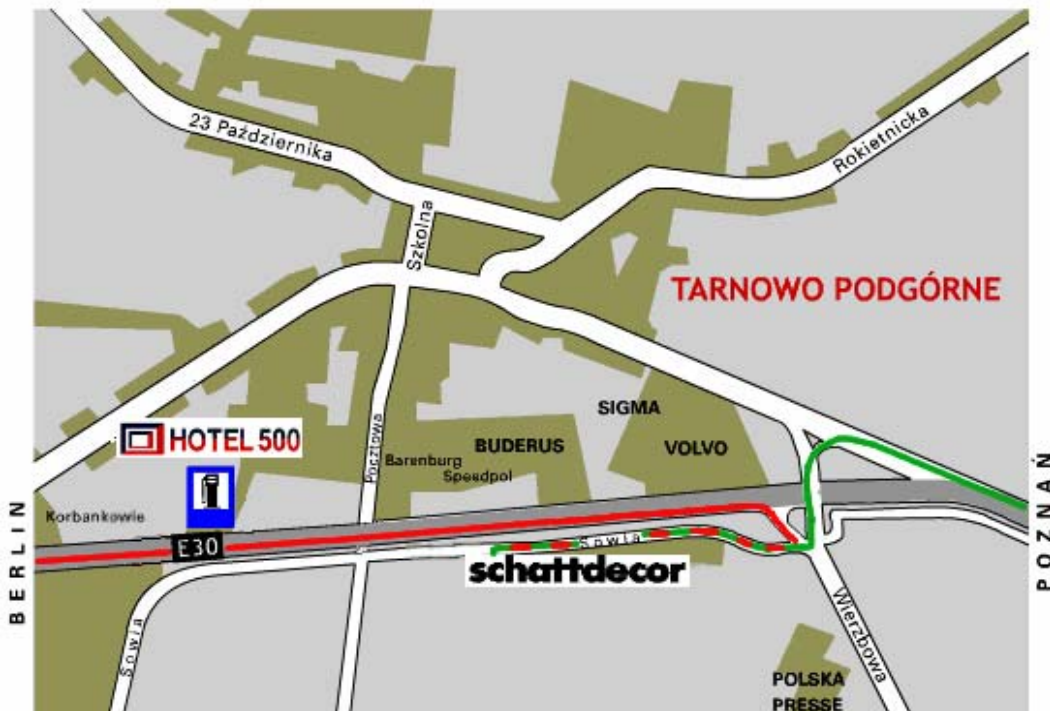 23 Października
Rokietnicka
Szkolna
TARNOWO PODGÓRNE
SIGMA
HOTEL 500
BUDERUS
VOLVO
Pocztowa
Barenburg
Speedpol
Korbankowie
BERLIN
POZNAŃ
E30
Sowia
schattdecor
Sowia
Wierzbowa
POLSKA
PRESSE